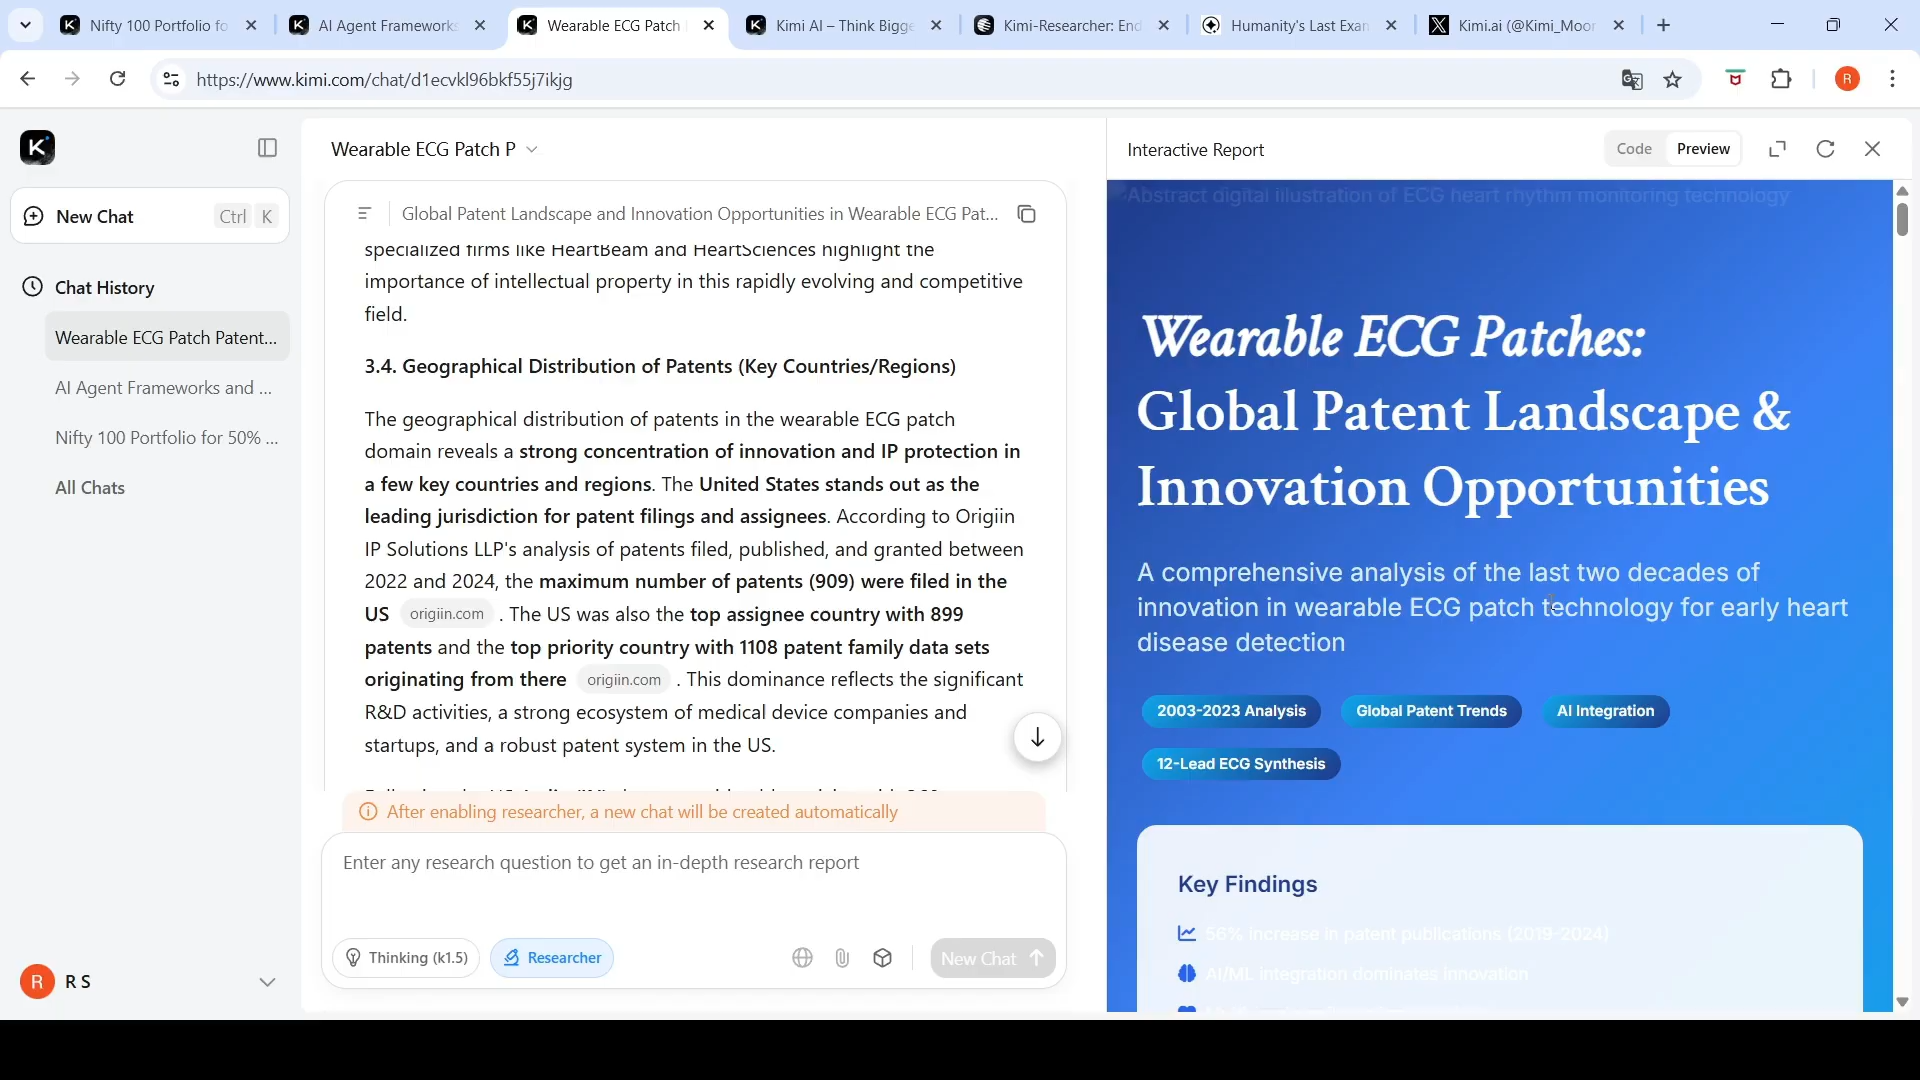 Nifty 100 Portfolio fo
AI Agent Frameworks
Wearable ECG Patch
Kimi AI – Think Bigge
Kimi-Researcher: End
Humanity's Last Exam
Kimi.ai (@Kimi_Moon
https://www.kimi.com/chat/d1ecvkl96bkf55j7ikjg
R
K
New Chat
Ctrl K
Chat History
Wearable ECG Patch Patent...
AI Agent Frameworks and ...
Nifty 100 Portfolio for 50% ...
All Chats
R
R S
Wearable ECG Patch P
Global Patent Landscape and Innovation Opportunities in Wearable ECG Pat...
specialized firms like HeartBeam and HeartSciences highlight the
importance of intellectual property in this rapidly evolving and competitive
field.
3.4. Geographical Distribution of Patents (Key Countries/Regions)
The geographical distribution of patents in the wearable ECG patch
domain reveals a strong concentration of innovation and IP protection in
a few key countries and regions. The United States stands out as the
leading jurisdiction for patent filings and assignees. According to Origiin
IP Solutions LLP's analysis of patents filed, published, and granted between
2022 and 2024, the maximum number of patents (909) were filed in the
US origiin.com . The US was also the top assignee country with 899
patents and the top priority country with 1108 patent family data sets
originating from there origiin.com . This dominance reflects the significant
R&D activities, a strong ecosystem of medical device companies and
startups, and a robust patent system in the US.
After enabling researcher, a new chat will be created automatically
Enter any research question to get an in-depth research report
Thinking (k1.5)
Researcher
New Chat
Interactive Report
Code
Preview
Abstract digital illustration of ECG heart rhythm monitoring technology
Wearable ECG Patches:
Global Patent Landscape &
Innovation Opportunities
A comprehensive analysis of the last two decades of
innovation in wearable ECG patch technology for early heart
disease detection
2003-2023 Analysis
Global Patent Trends
AI Integration
12-Lead ECG Synthesis
Key Findings
56% increase in patent publications (2019-2024)
AI/ML integration dominates innovation